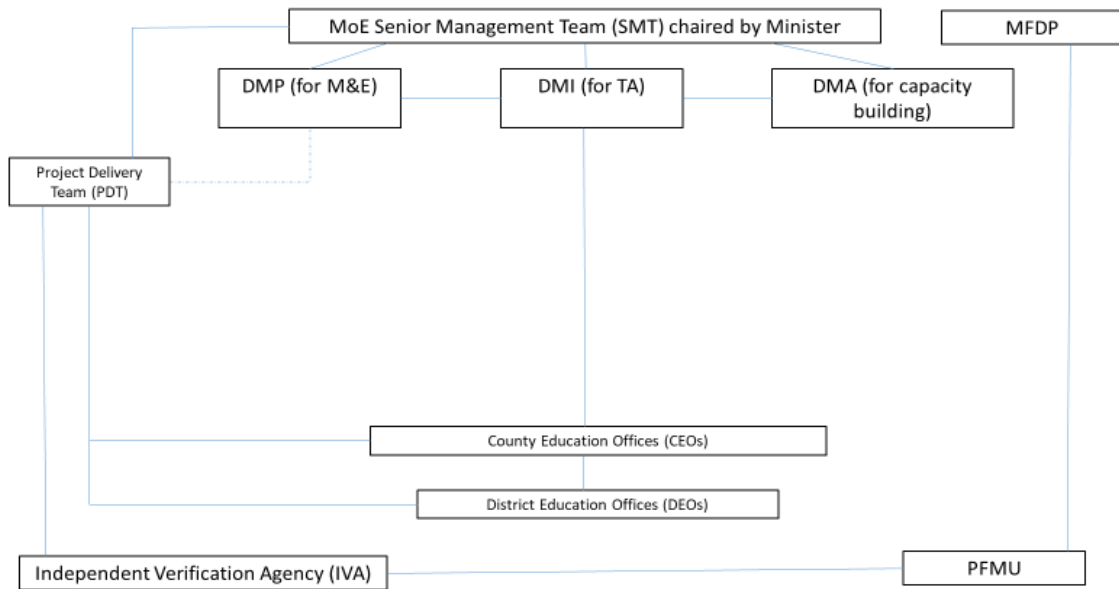 MoE Senior Management Team (SMT) chaired by Minister
MFDP
DMP (for M&E)
DMI (for TA)
DMA (for capacity
building)
Project Delivery
Team (PDT)
County Education Offices (CEOs)
District Education Offices (DEOs)
Independent Verification Agency (IVA)
PFMU